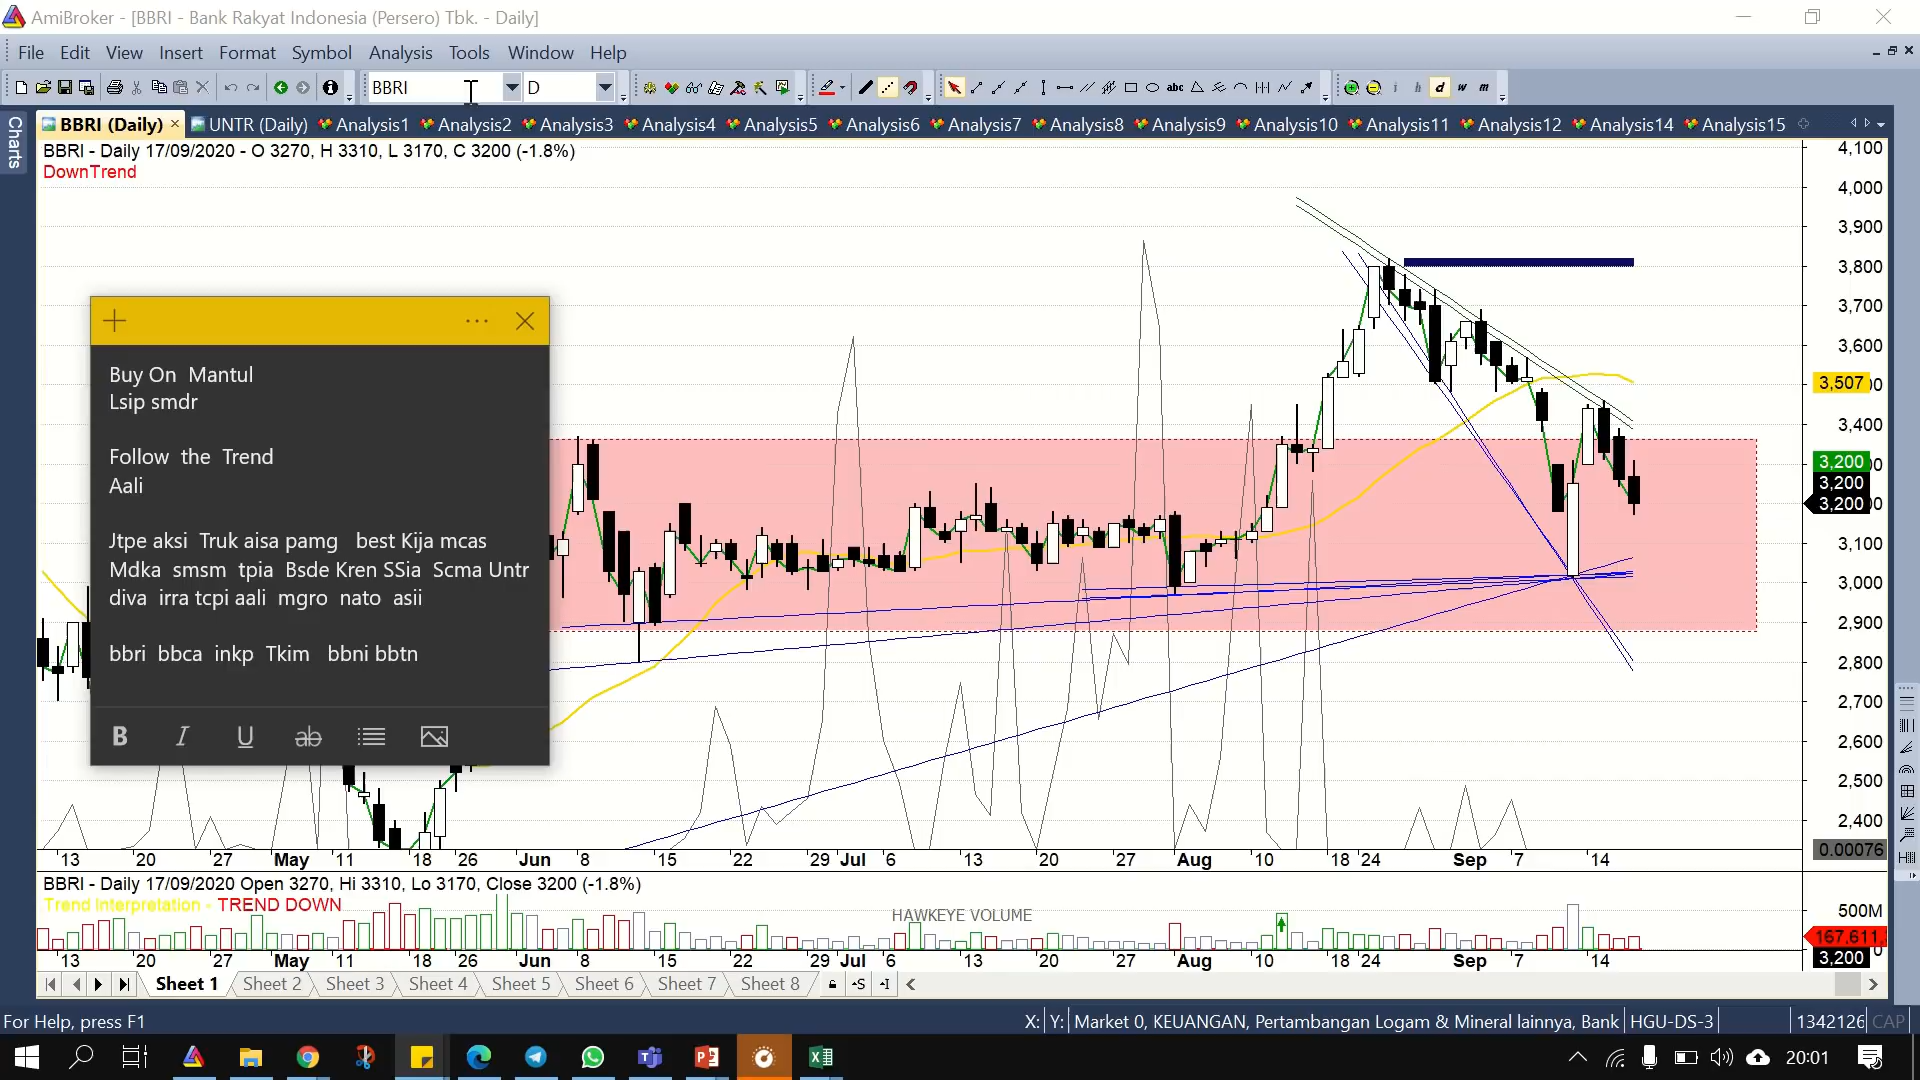 AmiBroker - [BBRI - Bank Rakyat Indonesia (Persero) Tbk. - Daily]
File Edit View Insert Format Symbol Analysis Tools Window Help
BBRI D abc i h d w m
Charts
BBRI (Daily) × UNTR (Daily) Analysis1 Analysis2 Analysis3 Analysis4 Analysis5 Analysis6 Analysis7 Analysis8 Analysis9 Analysis10 Analysis11 Analysis12 Analysis14 Analysis15
BBRI - Daily 17/09/2020 - O 3270, H 3310, L 3170, C 3200 (-1.8%)
DownTrend
4,100
4,000
3,900
3,800
3,700
3,600
3,507
3,400
3,200
3,200
3,200
3,100
3,000
2,900
2,800
2,700
2,600
2,500
2,400
0.00076
Buy On Mantul
Lsip smdr
Follow the Trend
Aali
Jtpe aksi Truk aisa pamg best Kija mcas
Mdka smsm tpia Bsde Kren SSia Scma Untr
diva irra tcpi aali mgro nato asii
bbri bbca inkp Tkim bbni bbtn
B I U ab
13 20 27 May 11 18 26 Jun 8 15 22 29 Jul 6 13 20 27 Aug 10 18 24 Sep 7 14
BBRI - Daily 17/09/2020 Open 3270, Hi 3310, Lo 3170, Close 3200 (-1.8%)
Trend Interpretation - TREND DOWN
HAWKEYE VOLUME
500M
167,611,
3,200
13 20 27 May 11 18 26 Jun 8 15 22 29 Jul 6 13 20 27 Aug 10 18 24 Sep 7 14
Sheet 1 Sheet 2 Sheet 3 Sheet 4 Sheet 5 Sheet 6 Sheet 7 Sheet 8
For Help, press F1 X: Y: Market 0, KEUANGAN, Pertambangan Logam & Mineral lainnya, Bank HGU-DS-3 1342126 CAP
20:01